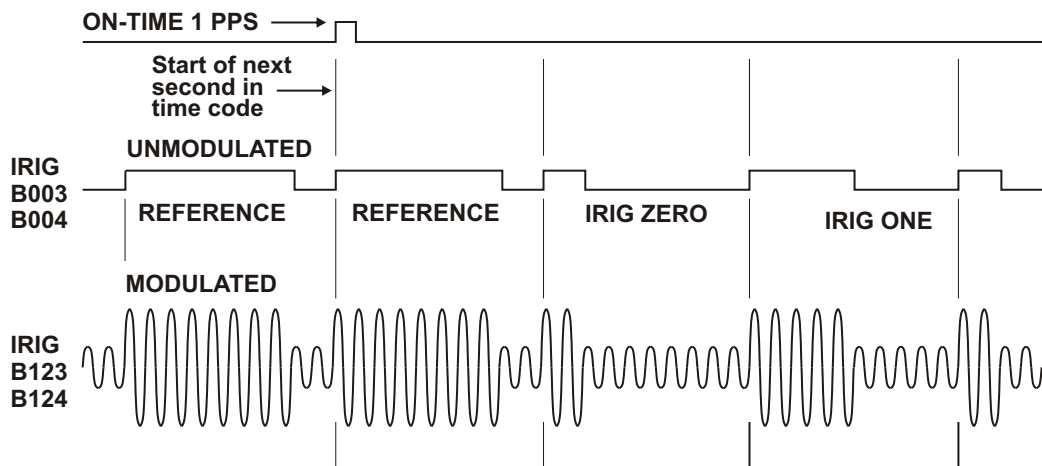 ON-TIME 1 PPS
Start of next
second in
time code
UNMODULATED
IRIG
B003
B004
REFERENCE
REFERENCE
IRIG ZERO
IRIG ONE
MODULATED
IRIG
B123
B124